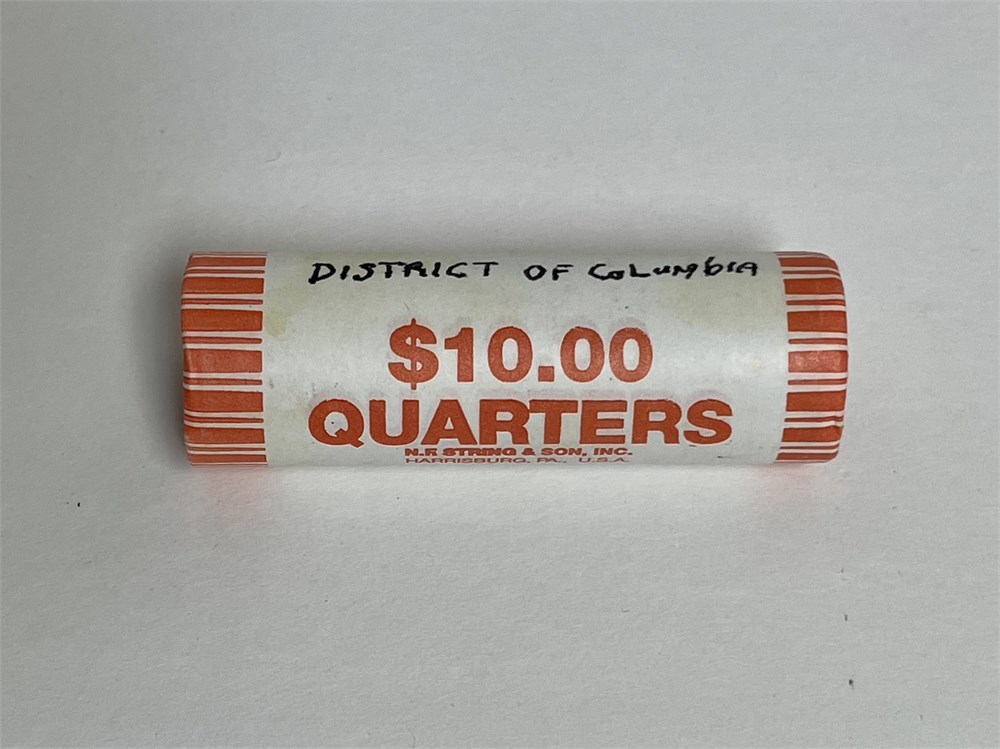 DISTRICT OF COLUMBIA
$10.00
QUARTERS
N.F. STRING & SON, INC.
HARRISBURG, PA., U.S.A.